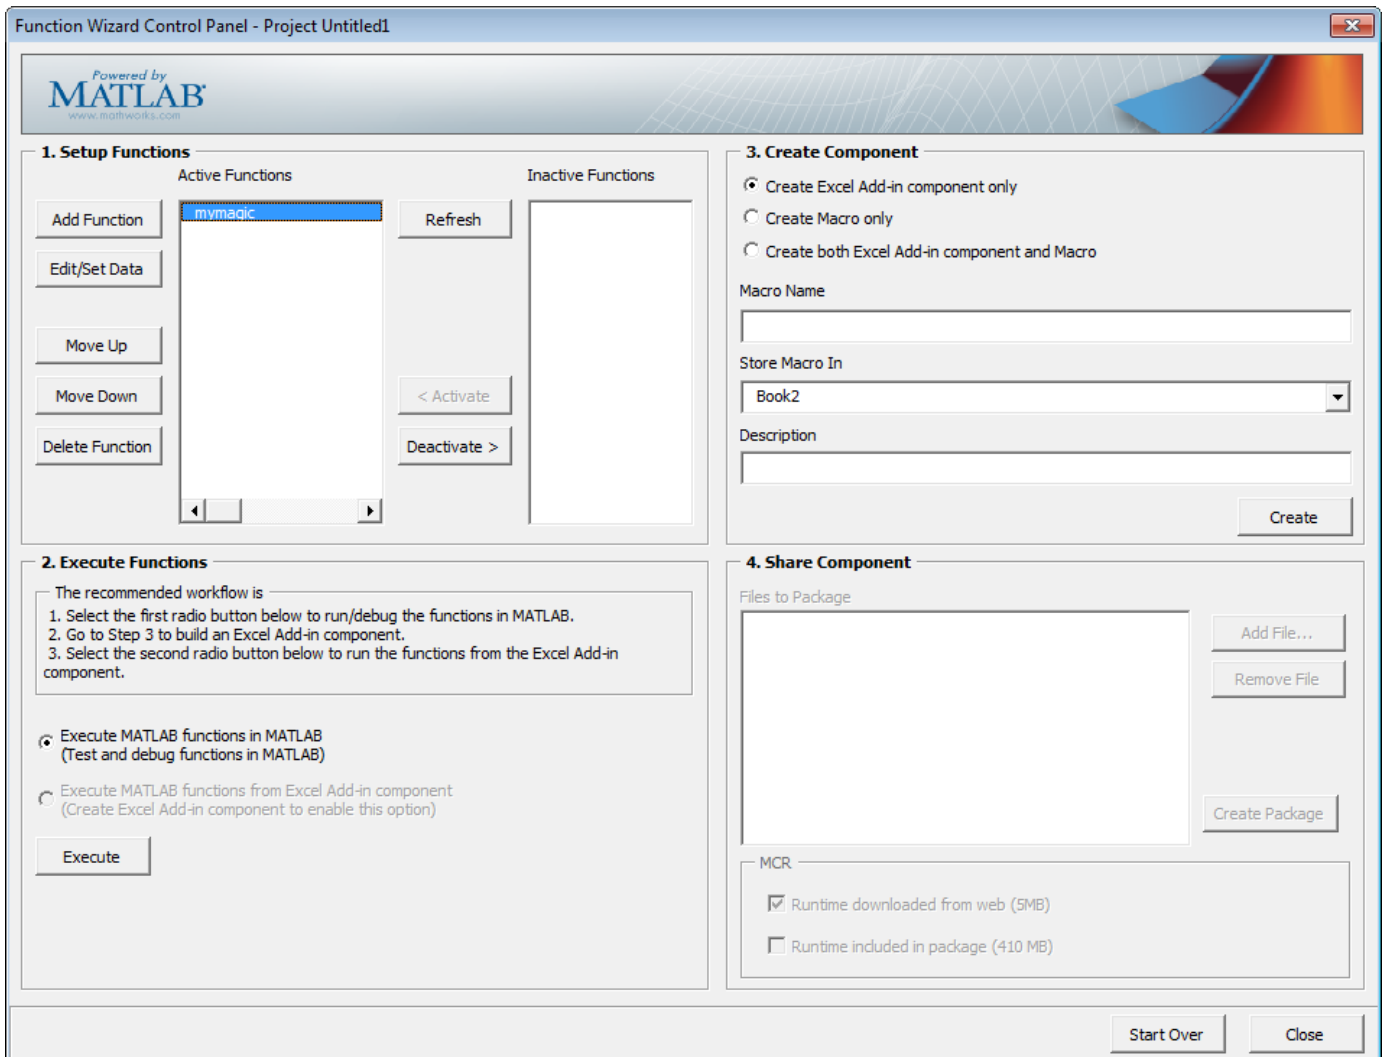 Function Wizard Control Panel - Project Untitled1
Powered by
MATLAB
www.mathworks.com
1. Setup Functions
Active Functions
Inactive Functions
Add Function
mymagic
Refresh
Edit/Set Data
Move Up
Move Down
< Activate
Delete Function
Deactivate >
3. Create Component
Create Excel Add-in component only
Create Macro only
Create both Excel Add-in component and Macro
Macro Name
Store Macro In
Book2
Description
Create
2. Execute Functions
The recommended workflow is
1. Select the first radio button below to run/debug the functions in MATLAB.
2. Go to Step 3 to build an Excel Add-in component.
3. Select the second radio button below to run the functions from the Excel Add-in
component.
Execute MATLAB functions in MATLAB
(Test and debug functions in MATLAB)
Execute MATLAB functions from Excel Add-in component
(Create Excel Add-in component to enable this option)
Execute
4. Share Component
Files to Package
Add File...
Remove File
Create Package
MCR
Runtime downloaded from web (5MB)
Runtime included in package (410 MB)
Start Over
Close